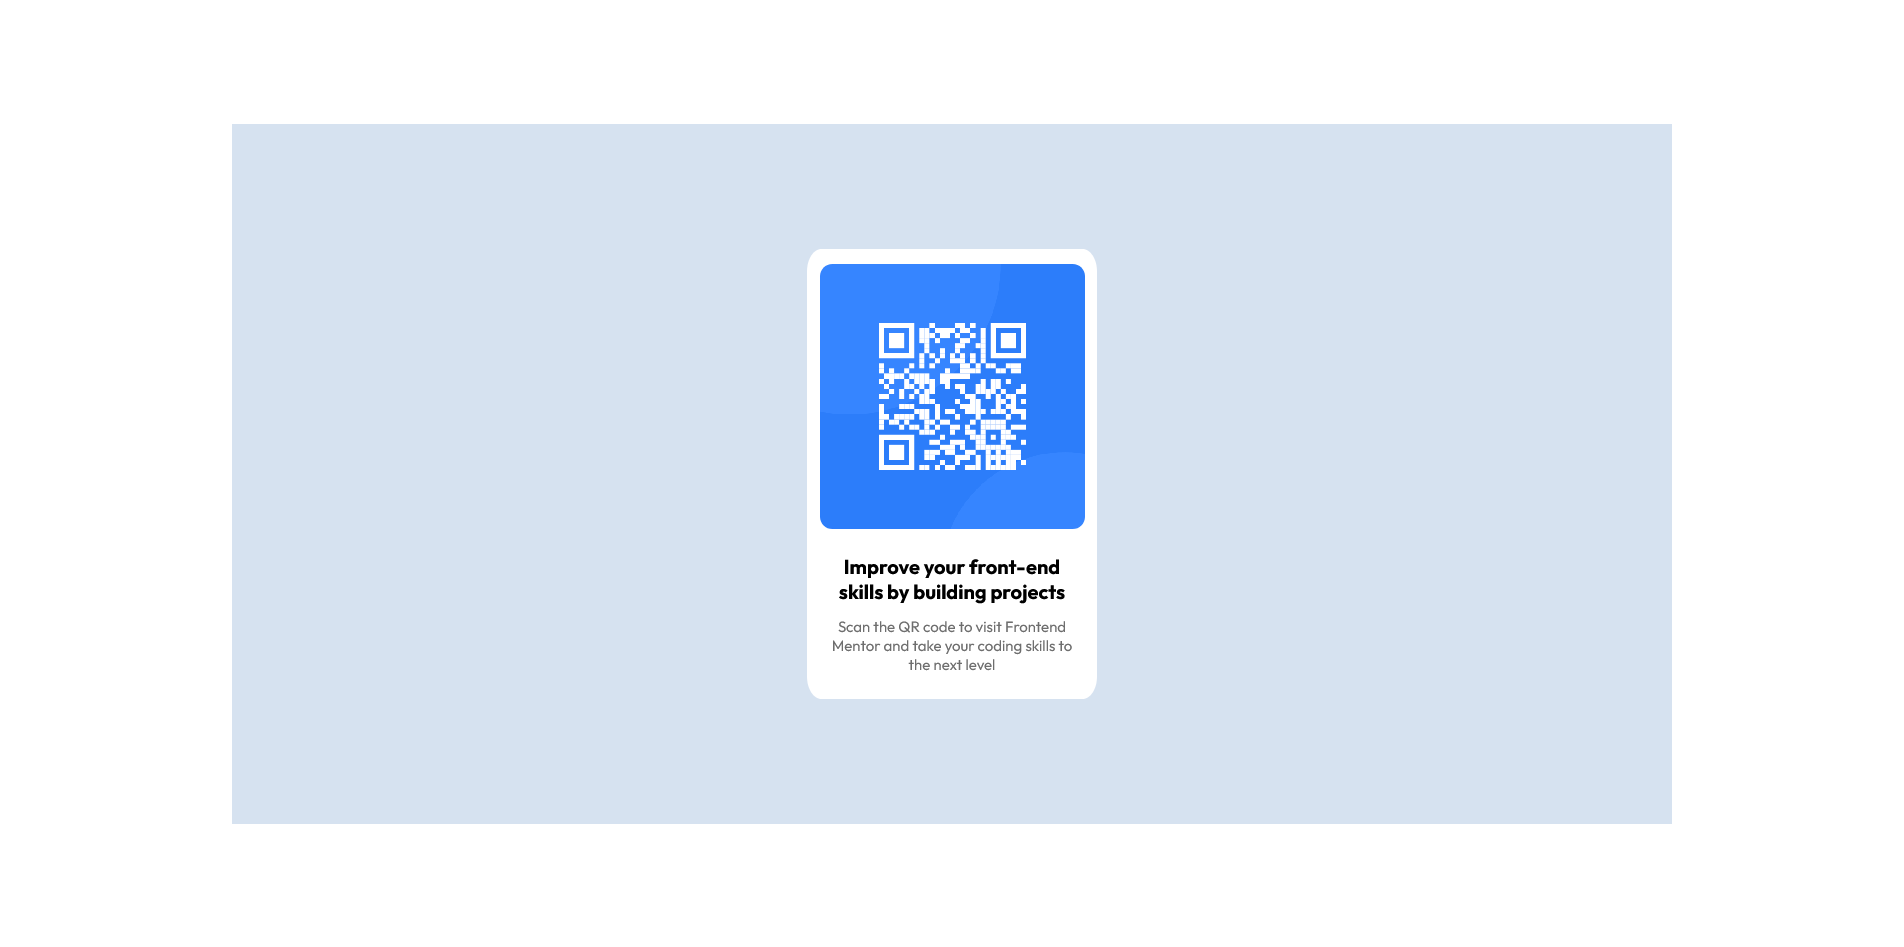 Improve your front-end
skills by building projects
Scan the QR code to visit Frontend
Mentor and take your coding skills to
the next level